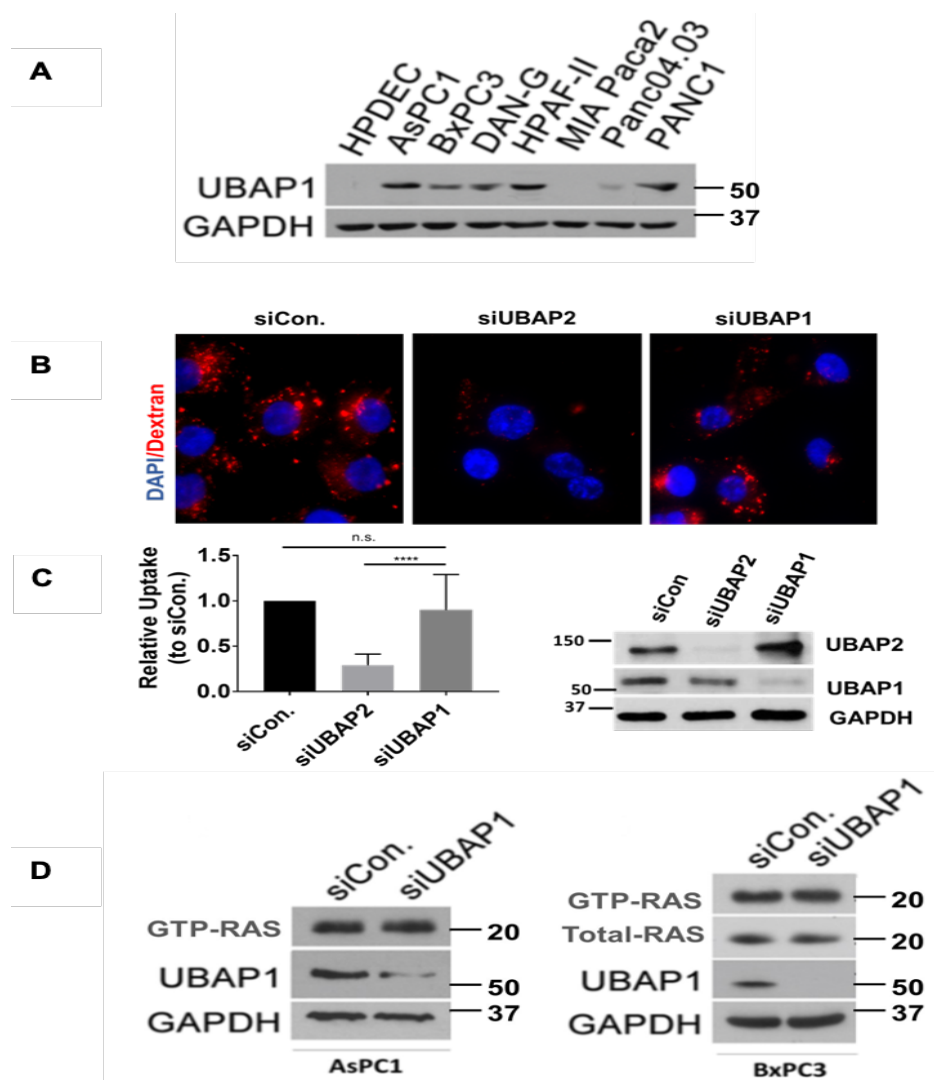 A
HPDEC
AsPC1
BxPC3
DAN-G
HPAF-II
MIA Paca2
Panc04.03
PANC1
UBAP1
50
GAPDH
37
B
siCon.
siUBAP2
siUBAP1
DAPI/Dextran
C
Relative Uptake
(to siCon.)
1.5
1.0
0.5
0.0
n.s.
****
siCon.
siUBAP2
siUBAP1
siCon
siUBAP2
siUBAP1
150
UBAP2
50
UBAP1
37
GAPDH
D
siCon.
siUBAP1
GTP-RAS
20
UBAP1
50
GAPDH
37
AsPC1
siCon.
siUBAP1
GTP-RAS
20
Total-RAS
20
UBAP1
50
GAPDH
37
BxPC3